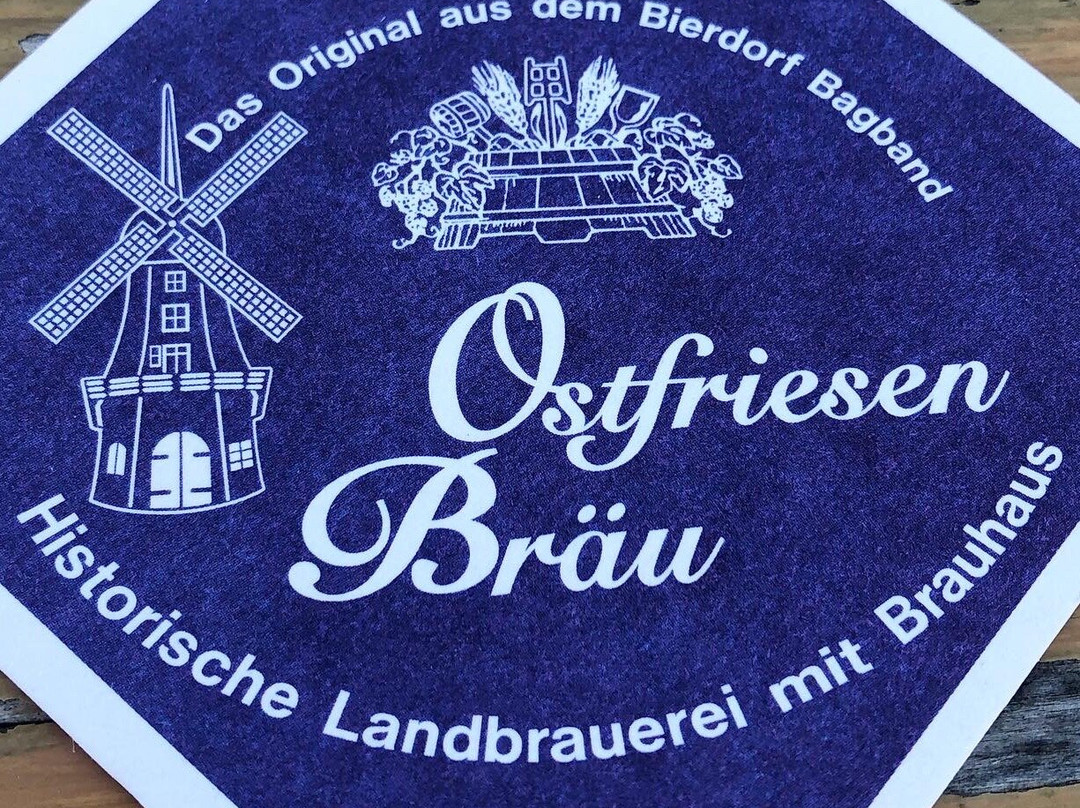 Das Original aus dem Bierdorf Bagband
Ostfriesen
Bräu
Historische Landbrauerei mit Brauhaus